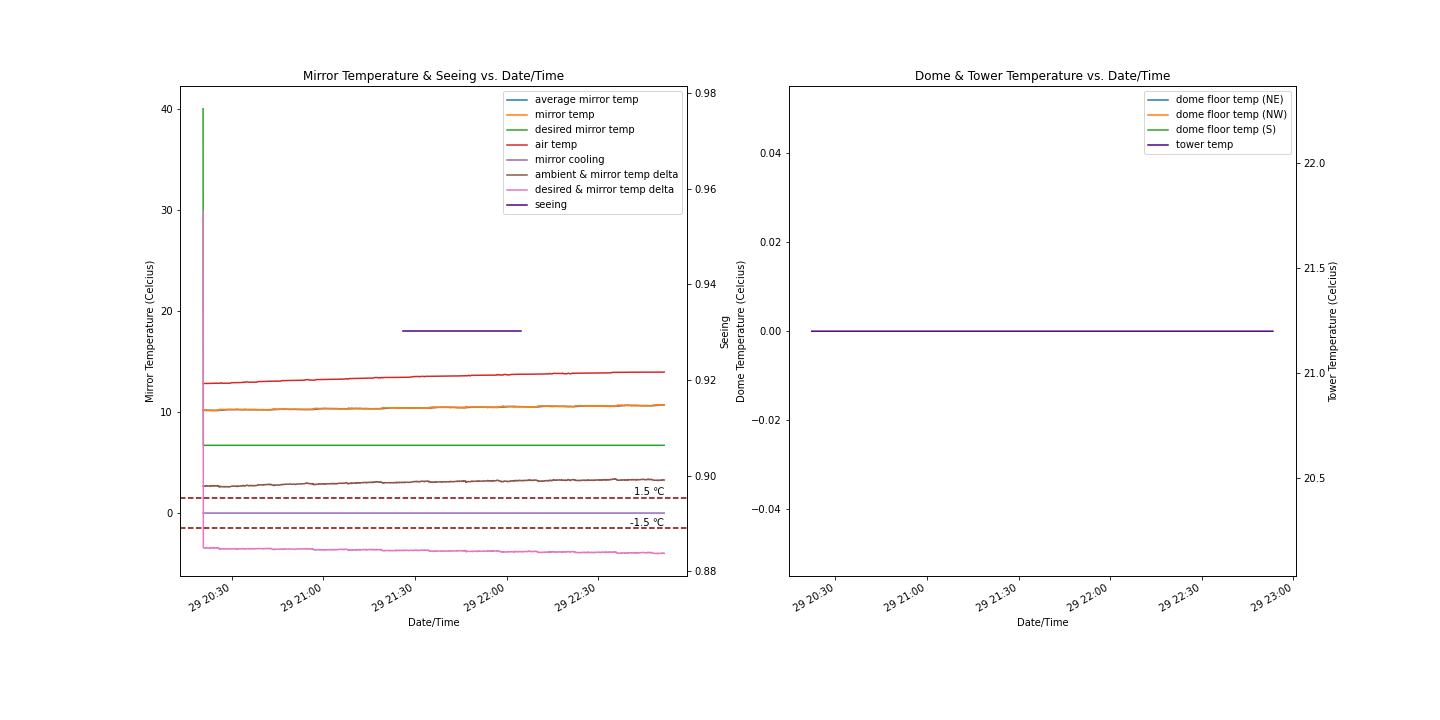 Mirror Temperature & Seeing vs. Date/Time
40
30
20
10
0
Mirror Temperature (Celcius)
average mirror temp
mirror temp
desired mirror temp
air temp
mirror cooling
ambient & mirror temp delta
desired & mirror temp delta
seeing
1.5 °C
-1.5 °C
0.98
0.96
0.94
0.92
0.90
0.88
Seeing
29 20:30
29 21:00
29 21:30
29 22:00
29 22:30
Date/Time
Dome & Tower Temperature vs. Date/Time
0.04
0.02
0.00
−0.02
−0.04
Dome Temperature (Celcius)
dome floor temp (NE)
dome floor temp (NW)
dome floor temp (S)
tower temp
22.0
21.5
21.0
20.5
Tower Temperature (Celcius)
29 20:30
29 21:00
29 21:30
29 22:00
29 22:30
29 23:00
Date/Time